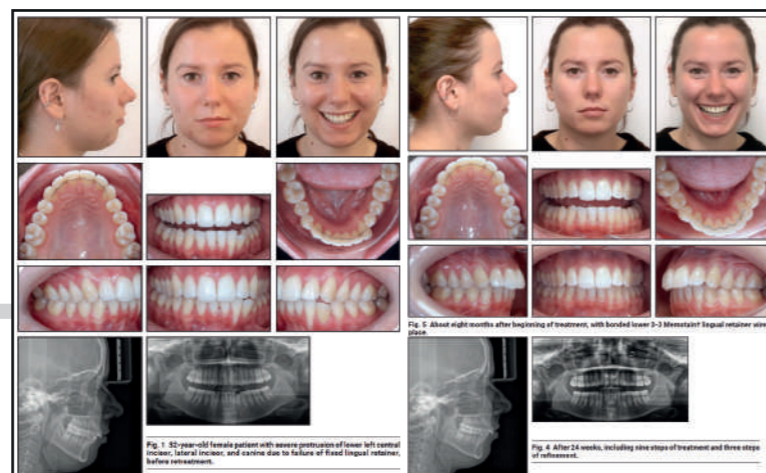 Fig. 5 About eight months after beginning of treatment, with bonded lower 3-3 Memotain† lingual retainer wire in
place.
Fig. 1 32-year-old female patient with severe protrusion of lower left central
incisor, lateral incisor, and canine due to failure of fixed lingual retainer,
before retreatment.
Fig. 4 After 24 weeks, including nine steps of treatment and three steps
of refinement.